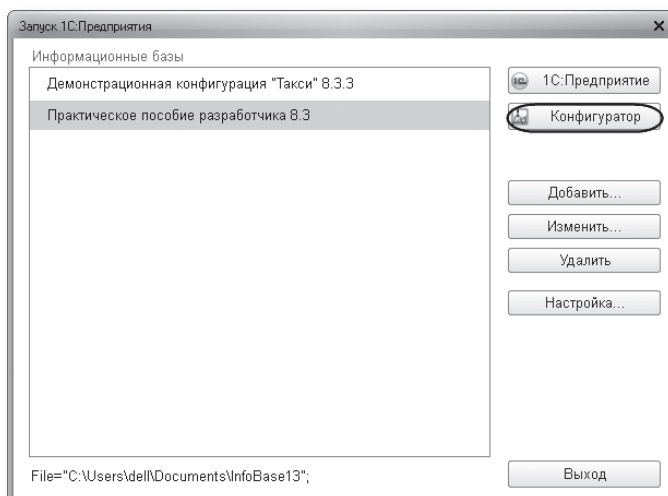 Запуск 1С:Предприятия
Информационные базы
Демонстрационная конфигурация "Такси" 8.3.3
Практическое пособие разработчика 8.3
1С:Предприятие
Конфигуратор
Добавить...
Изменить...
Удалить
Настройка...
File="C:\Users\dell\Documents\InfoBase13";
Выход